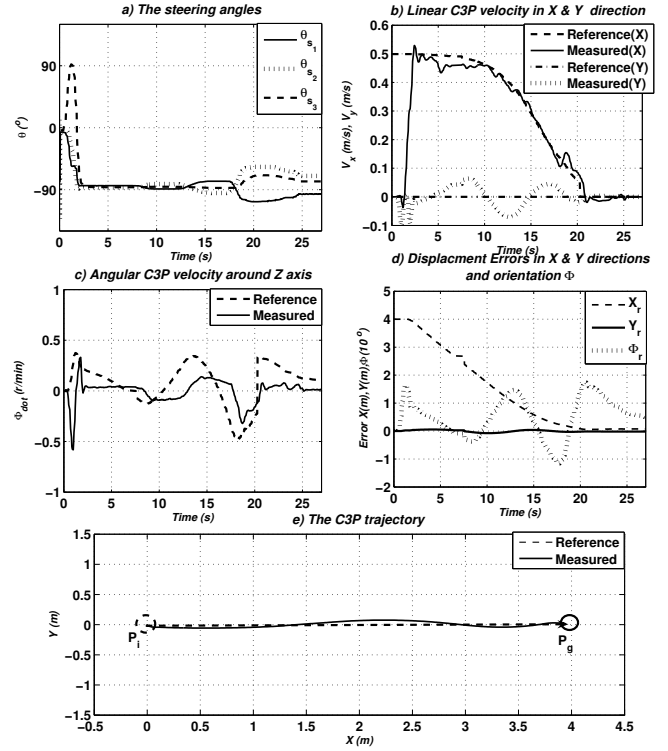 a) The steering angles
θs1
θs2
θs3
90
0
−90
θ (°)
0 5 10 15 20 25
Time (s)
b) Linear C3P velocity in X & Y direction
Reference(X)
Measured(X)
Reference(Y)
Measured(Y)
0.6
0.5
0.4
0.3
0.2
0.1
0
0.1
Vx (m/s), Vy (m/s)
0 5 10 15 20 25
Time (s)
c) Angular C3P velocity around Z axis
Reference
Measured
1
0.5
0
−0.5
−1
Φdot (r/min)
0 5 10 15 20 25
Time (s)
d) Displacment Errors in X & Y directions
and orientation Φ
Xr
Yr
Φr
5
4
3
2
1
0
−1
−2
Error X(m),Y(m)Φ(10°)
0 5 10 15 20 25
Time (s)
e) The C3P trajectory
Reference
Measured
1.5
1
0.5
0
−0.5
−1
−1.5
Y (m)
Pi
Pg
−0.5 0 0.5 1 1.5 2 2.5 3 3.5 4 4.5
X (m)